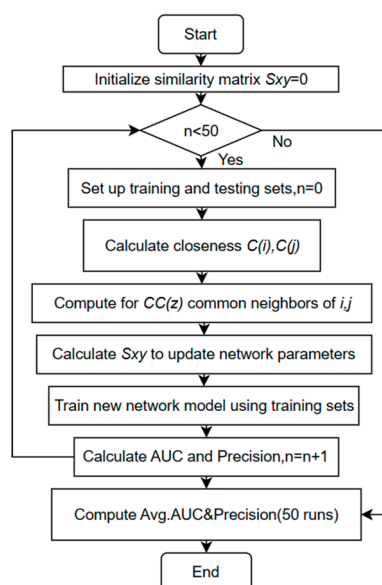 Start
Initialize similarity matrix Sxy=0
n<50
No
Yes
Set up training and testing sets,n=0
Calculate closeness C(i),C(j)
Compute for CC(z) common neighbors of i,j
Calculate Sxy to update network parameters
Train new network model using training sets
Calculate AUC and Precision,n=n+1
Compute Avg.AUC&Precision(50 runs)
End